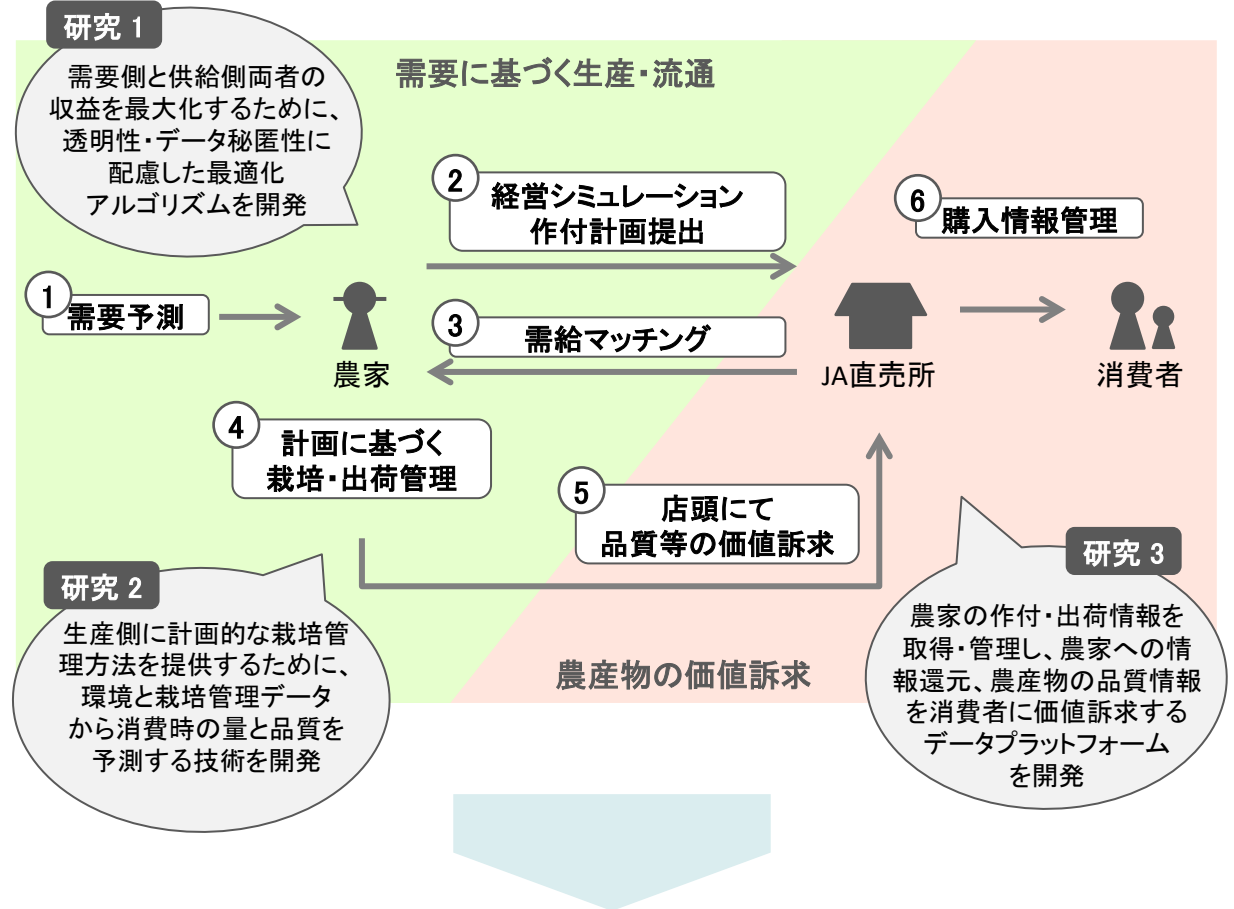 研究 1
需要側と供給側両者の
収益を最大化するために、
透明性・データ秘匿性に
配慮した最適化
アルゴリズムを開発
需要に基づく生産・流通
2
経営シミュレーション
作付計画提出
6
購入情報管理
1
需要予測
3
需給マッチング
農家
JA直売所
消費者
4
計画に基づく
栽培・出荷管理
5
店頭にて
品質等の価値訴求
研究 2
生産側に計画的な栽培管
理方法を提供するために、
環境と栽培管理データ
から消費時の量と品質を
予測する技術を開発
農産物の価値訴求
研究 3
農家の作付・出荷情報を
取得・管理し、農家への情
報還元、農産物の品質情報
を消費者に価値訴求する
データプラットフォーム
を開発